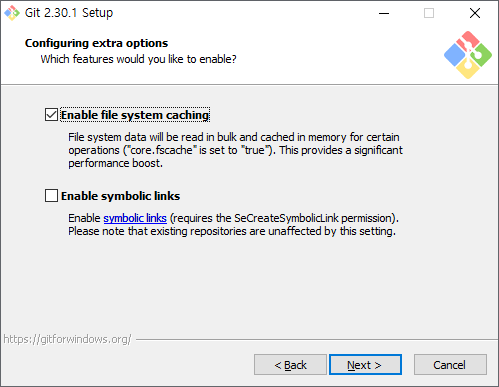 Git 2.30.1 Setup
Configuring extra options
Which features would you like to enable?
Enable file system caching
File system data will be read in bulk and cached in memory for certain
operations ("core.fscache" is set to "true"). This provides a significant
performance boost.
Enable symbolic links
Enable symbolic links (requires the SeCreateSymbolicLink permission).
Please note that existing repositories are unaffected by this setting.
https://gitforwindows.org/
< Back
Next >
Cancel